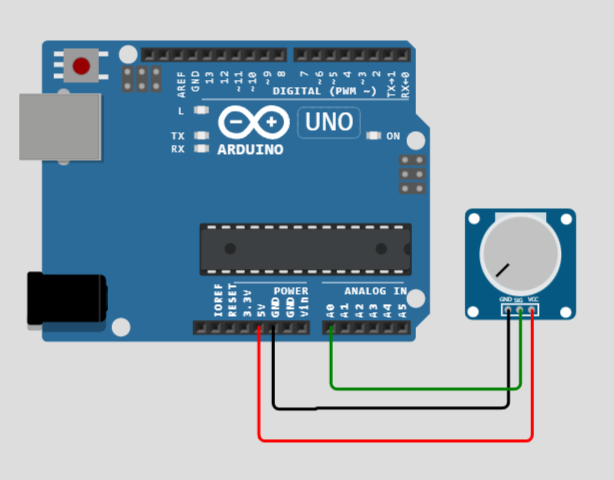 AREF
GND
13
12
~11
~10
~9
8
7
~6
~5
4
~3
2
TX→1
RX←0
DIGITAL (PWM ~)
L
TX
RX
UNO
ARDUINO
ON
IOREF
RESET
3.3V
5V
GND
GND
Vin
POWER
ANALOG IN
A0
A1
A2
A3
A4
A5
GND SIG VCC